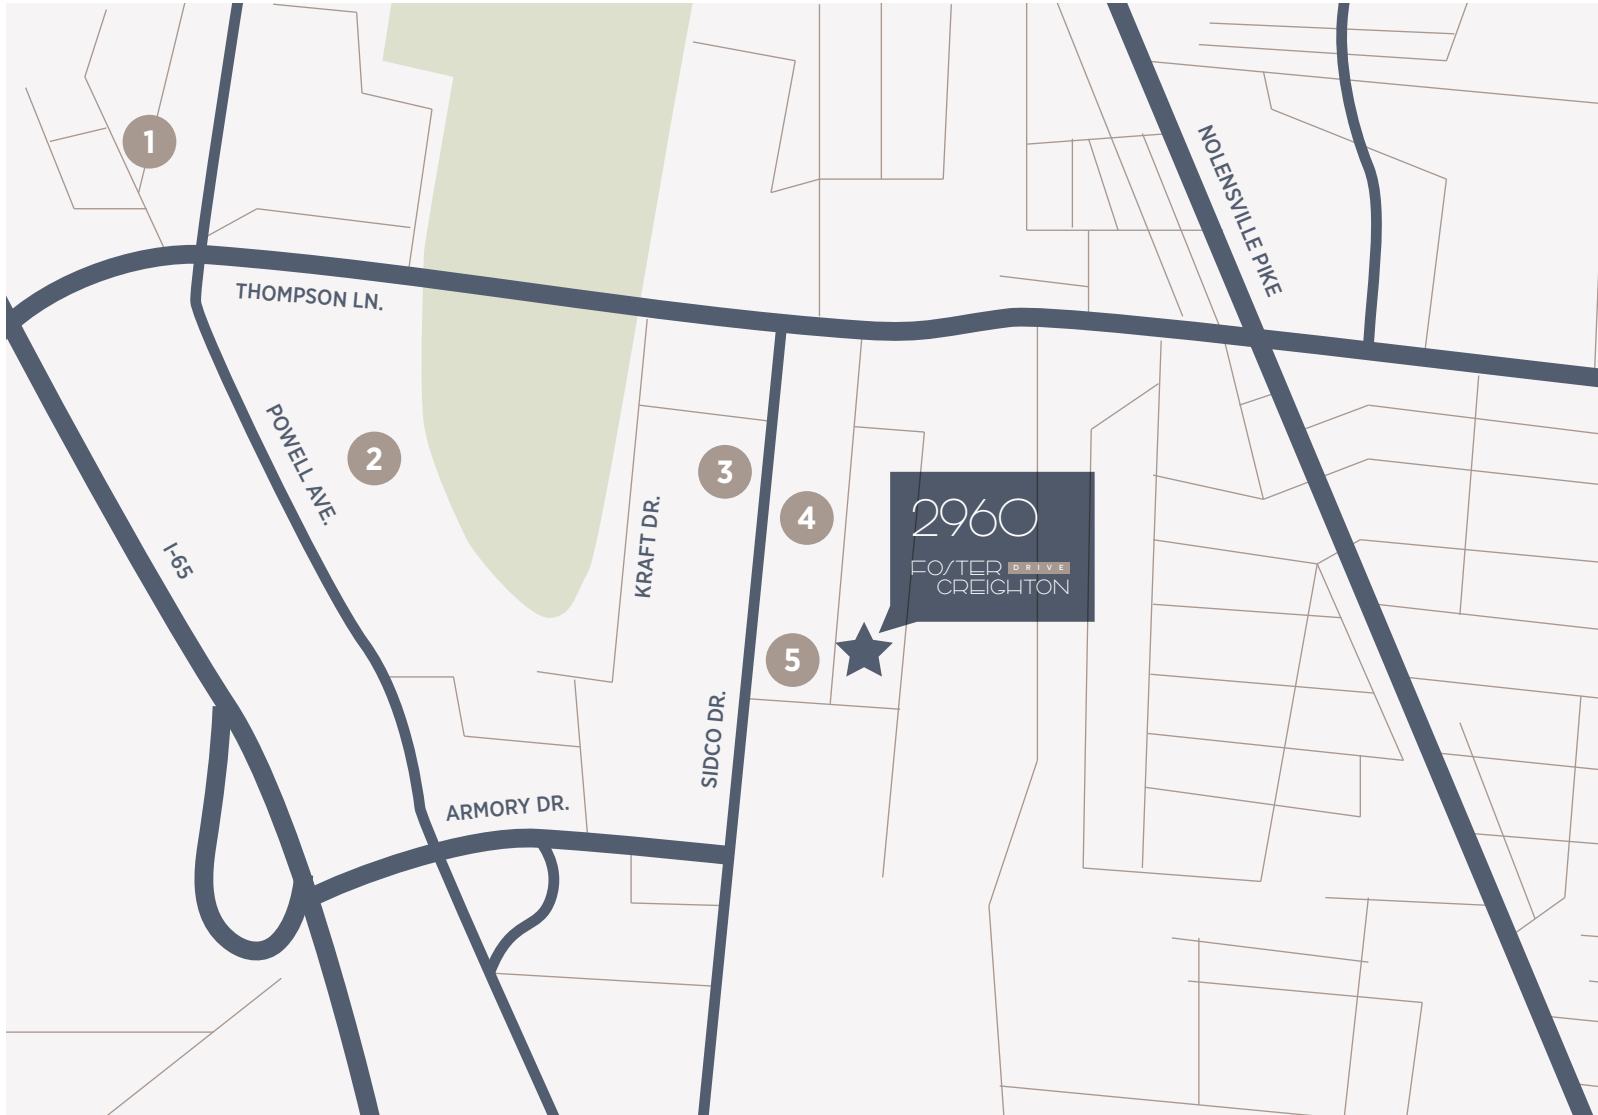 1
NOLENSVILLE PIKE
THOMPSON LN.
POWELL AVE.
2
3
KRAFT DR.
4
2960
FOSTER DRIVE
CREIGHTON
I-65
5
SIDCO DR.
ARMORY DR.